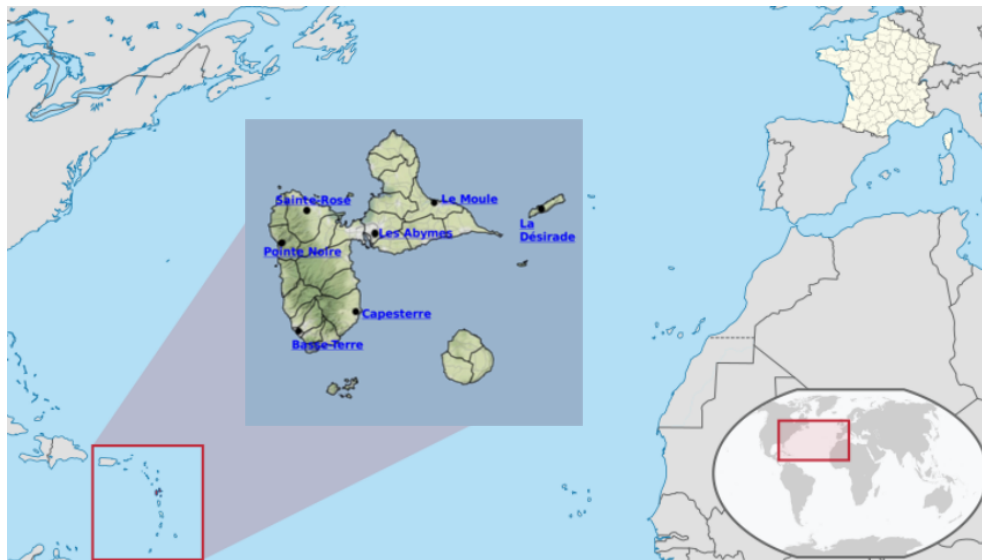 Sainte-Rose
Le Moule
La
Désirade
Les Abymes
Pointe Noire
Capesterre
Basse-Terre